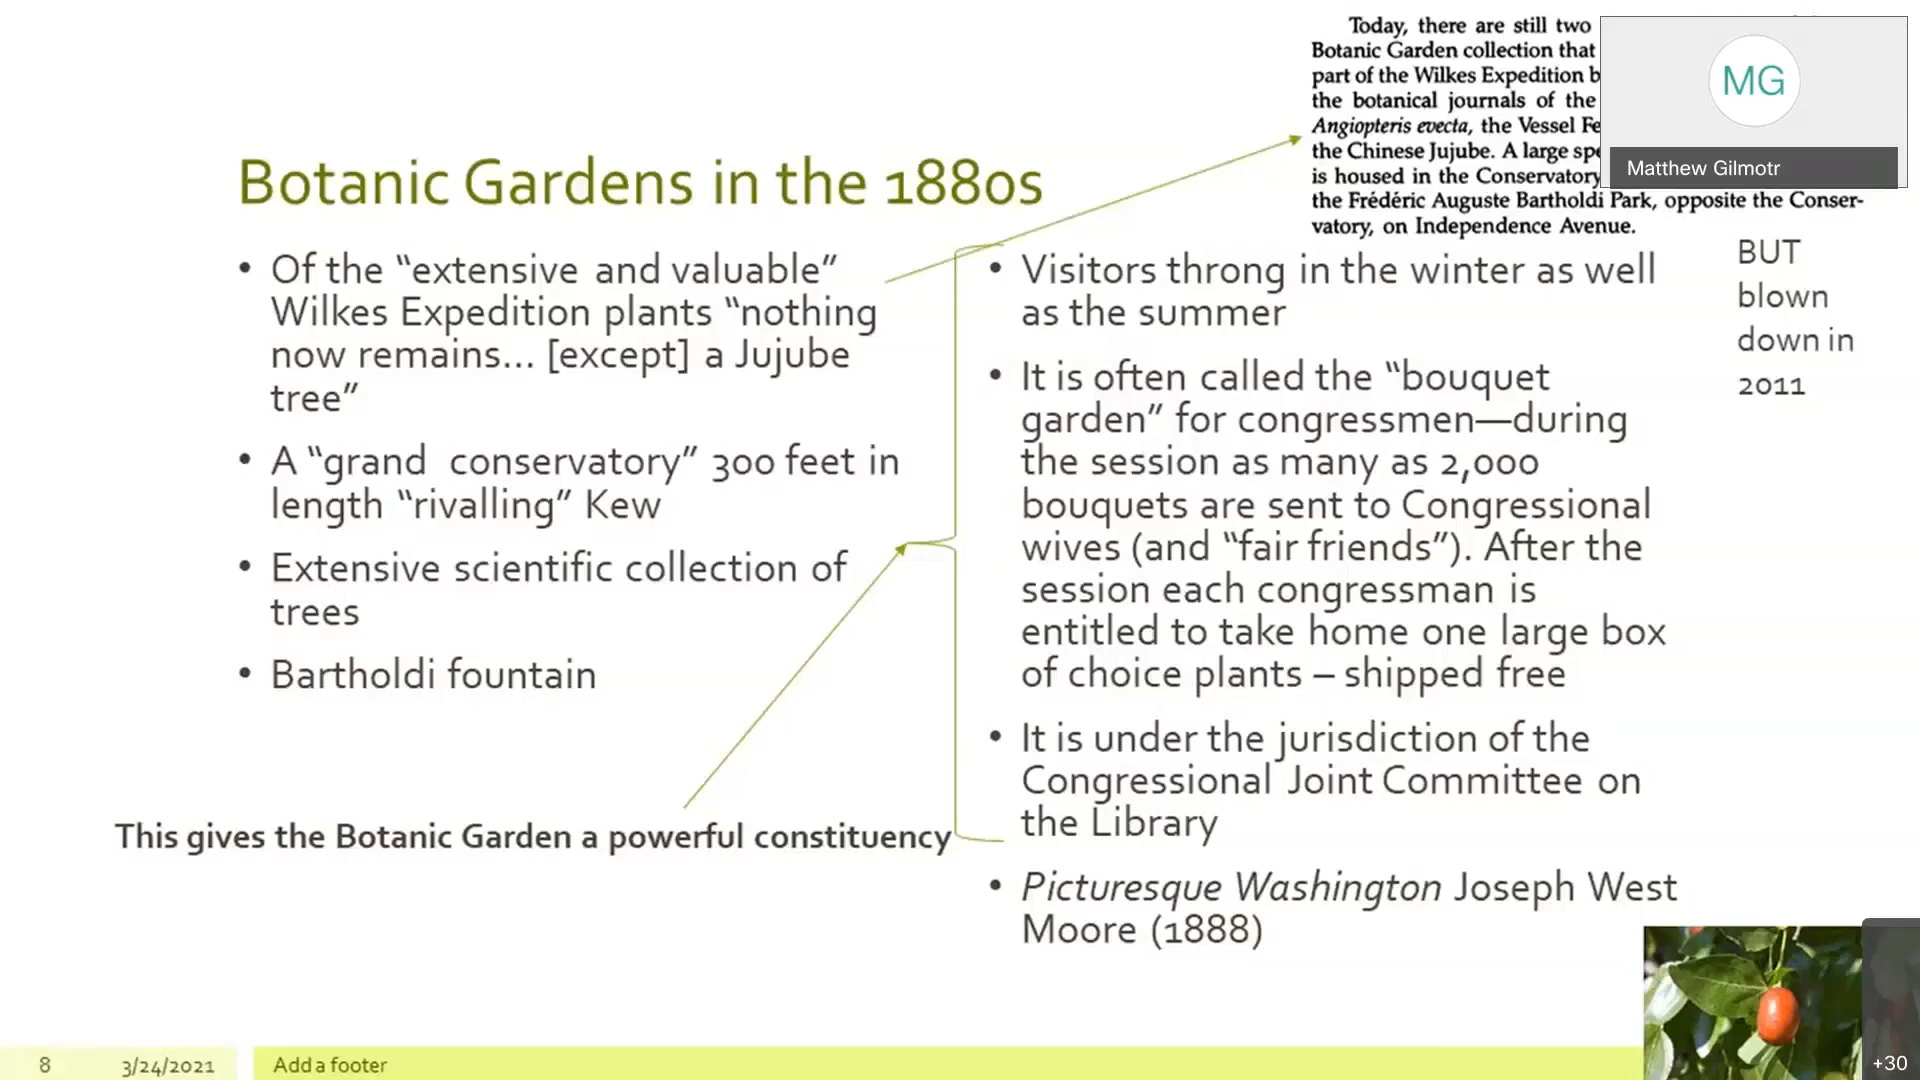 Today, there are still two
Botanic Garden collection that
part of the Wilkes Expedition
the botanical journals of the
Angiopteris evecta, the Vessel
the Chinese Jujube. A large
is housed in the Conservatory
the Frédéric Auguste Bartholdi Park, opposite the Conser-
vatory, on Independence Avenue.
MG
Matthew Gilmotr
Botanic Gardens in the 1880s
• Of the “extensive and valuable”
Wilkes Expedition plants “nothing
now remains... [except] a Jujube
tree”
• A “grand conservatory” 300 feet in
length “rivalling” Kew
• Extensive scientific collection of
trees
• Bartholdi fountain
This gives the Botanic Garden a powerful constituency
• Visitors throng in the winter as well
as the summer
• It is often called the “bouquet
garden” for congressmen—during
the session as many as 2,000
bouquets are sent to Congressional
wives (and “fair friends”). After the
session each congressman is
entitled to take home one large box
of choice plants – shipped free
• It is under the jurisdiction of the
Congressional Joint Committee on
the Library
• Picturesque Washington Joseph West
Moore (1888)
BUT
blown
down in
2011
8
3/24/2021
Add a footer
+30